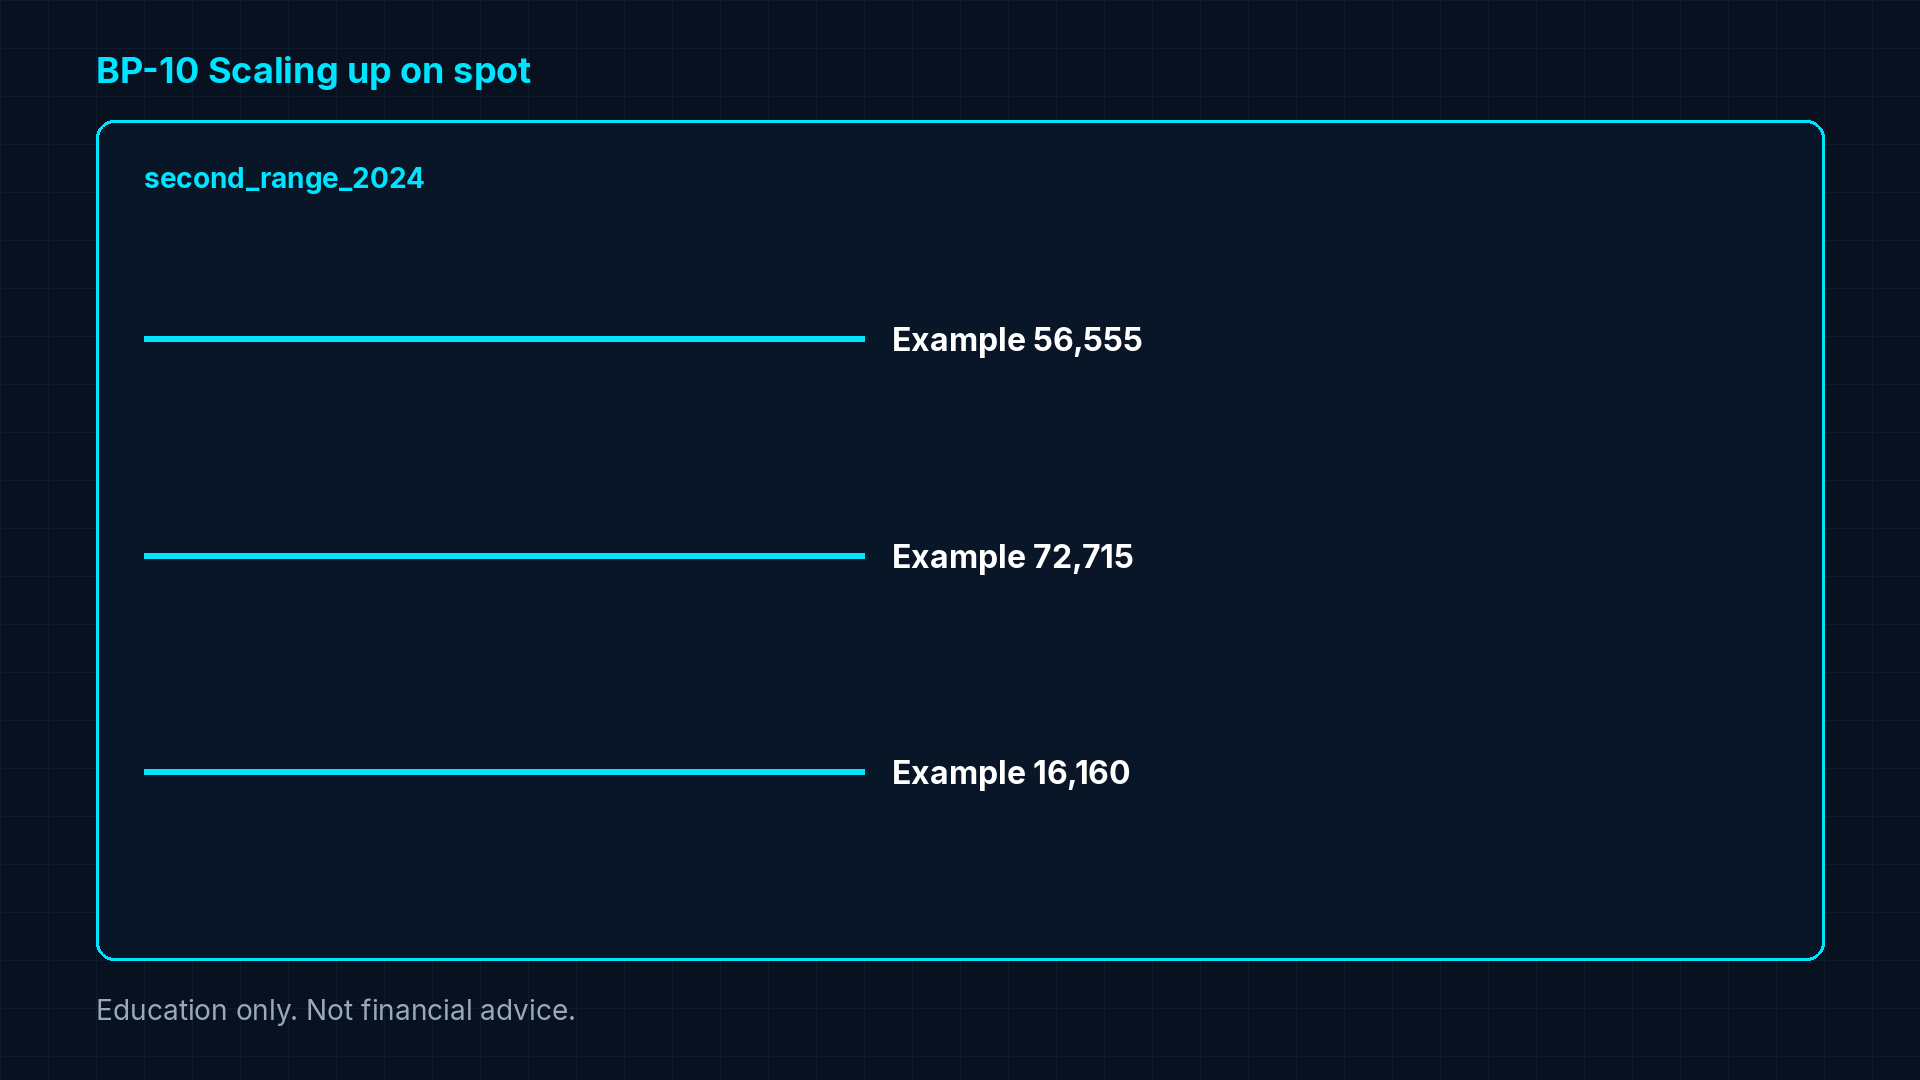 BP-10 Scaling up on spot
second_range_2024
Example 56,555
Example 72,715
Example 16,160
Education only. Not financial advice.